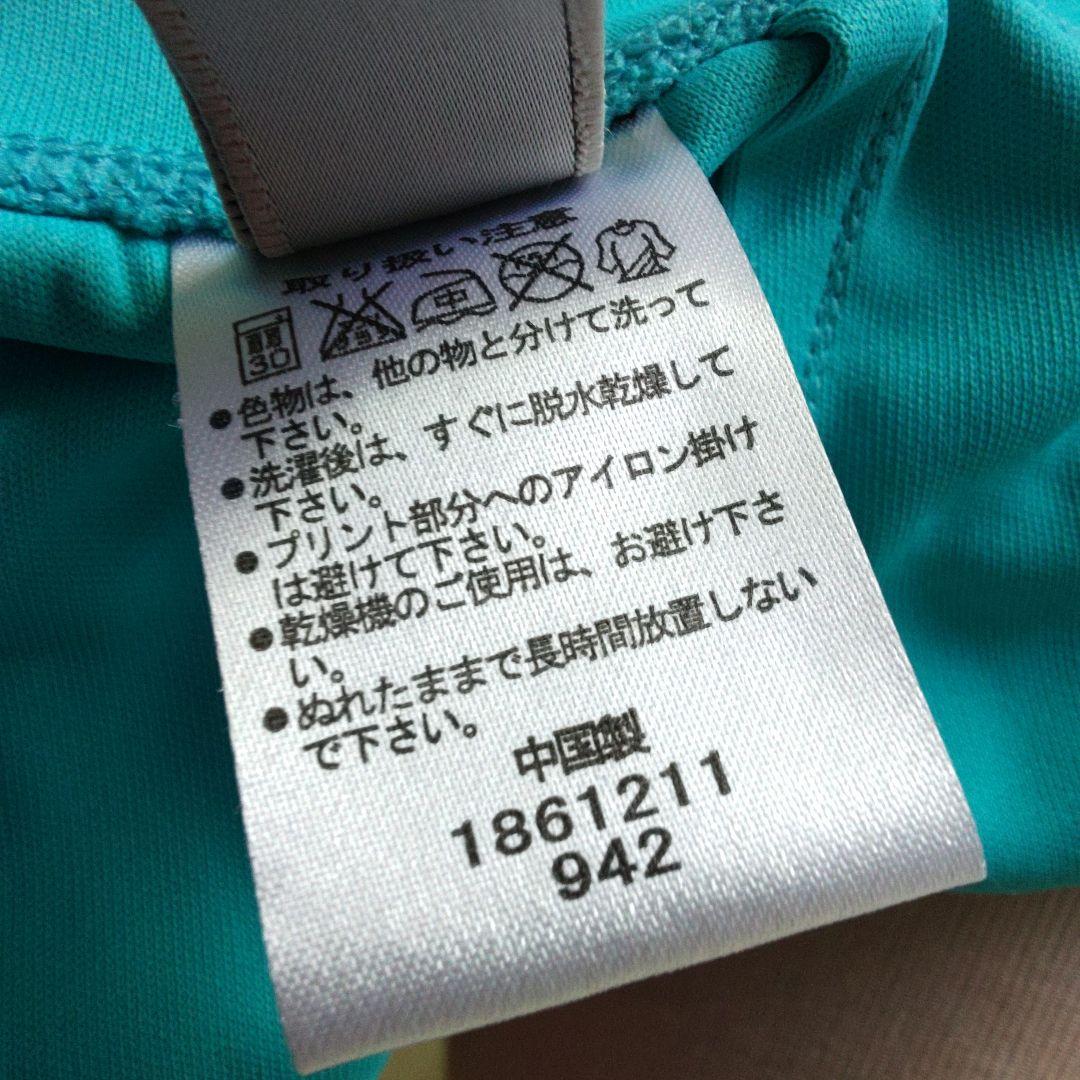 取り扱い注意
30
中
●色物は、他の物と分けて洗って
下さい。
●洗濯後は、すぐに脱水乾燥して
下さい。
●プリント部分へのアイロン掛け
は避けて下さい。
●乾燥機のご使用は、お避け下さ
い。
●ぬれたままで長時間放置しない
で下さい。
中国製
1861211
942